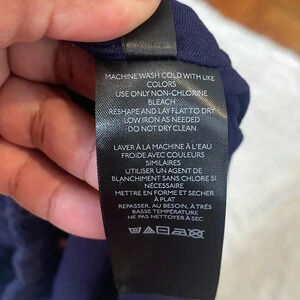 MACHINE WASH COLD WITH LIKE
COLORS
USE ONLY NON-CHLORINE
BLEACH
RESHAPE AND LAY FLAT TO DRY
LOW IRON AS NEEDED
DO NOT DRY CLEAN
LAVER À LA MACHINE À L'EAU
FROIDE AVEC COULEURS
SIMILAIRES
UTILISER UN AGENT DE
BLANCHIMENT SANS CHLORE SI
NÉCESSAIRE
METTRE EN FORME ET SÉCHER
À PLAT
REPASSER, AU BESOIN, À TRÈS
BASSE TEMPÉRATURE
NE PAS NETTOYER À SEC